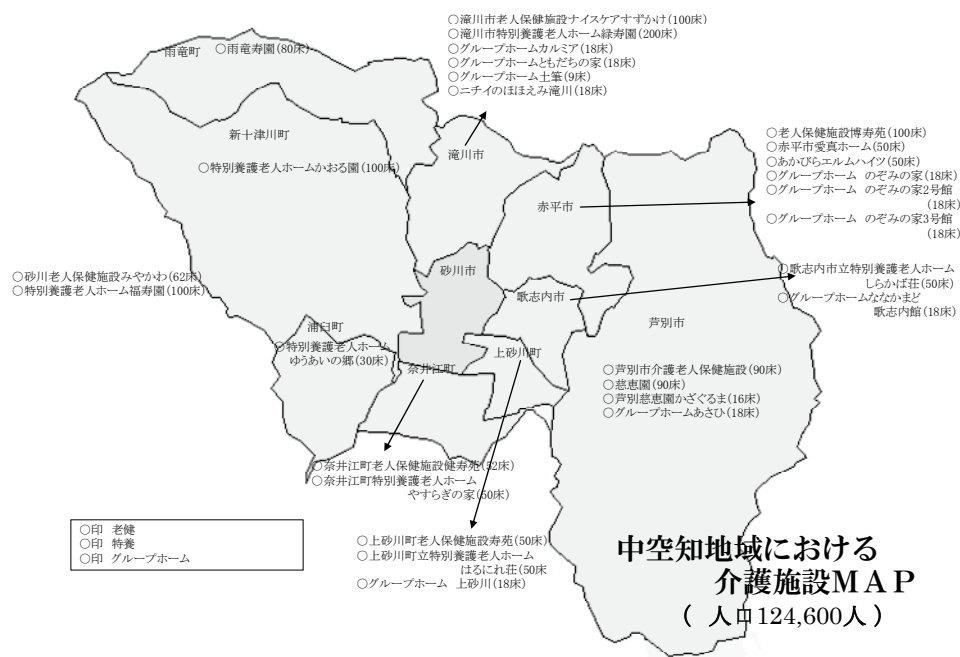 ○滝川市老人保健施設ナイスケアすずかけ(100床)
○滝川市特別養護老人ホーム緑寿園(200床)
○グループホームカルミア(18床)
○グループホームともだちの家(18床)
○グループホーム土筆(9床)
○ニチイのほほえみ滝川(18床)
雨竜町
○雨竜寿園(80床)
新十津川町
○特別養護老人ホームかおる園(100床)
滝川市
○老人保健施設博寿苑(100床)
○赤平市愛真ホーム(50床)
○あかびらエルムハイツ(50床)
○グループホーム のぞみの家(18床)
○グループホーム のぞみの家2号館
(18床)
○グループホーム のぞみの家3号館
(18床)
赤平市
砂川市
○砂川老人保健施設みやかわ(62床)
○特別養護老人ホーム福寿園(100床)
歌志内市
○歌志内市立特別養護老人ホーム
しらかば荘(50床)
○グループホームななかまど
歌志内館(18床)
芦別市
浦臼町
○特別養護老人ホーム
ゆうあいの郷(30床)
奈井江町
上砂川町
○芦別市介護老人保健施設(90床)
○慈恵園(90床)
○芦別慈恵園かざぐるま(16床)
○グループホームあさひ(18床)
○奈井江町老人保健施設健寿苑(52床)
○奈井江町特別養護老人ホーム
やすらぎの家(50床)
○印 老健
○印 特養
○印 グループホーム
○上砂川町老人保健施設寿苑(50床)
○上砂川町立特別養護老人ホーム
はるにれ荘(50床
○グループホーム 上砂川(18床)
中空知地域における
介護施設MAP
( 人口124,600人 )